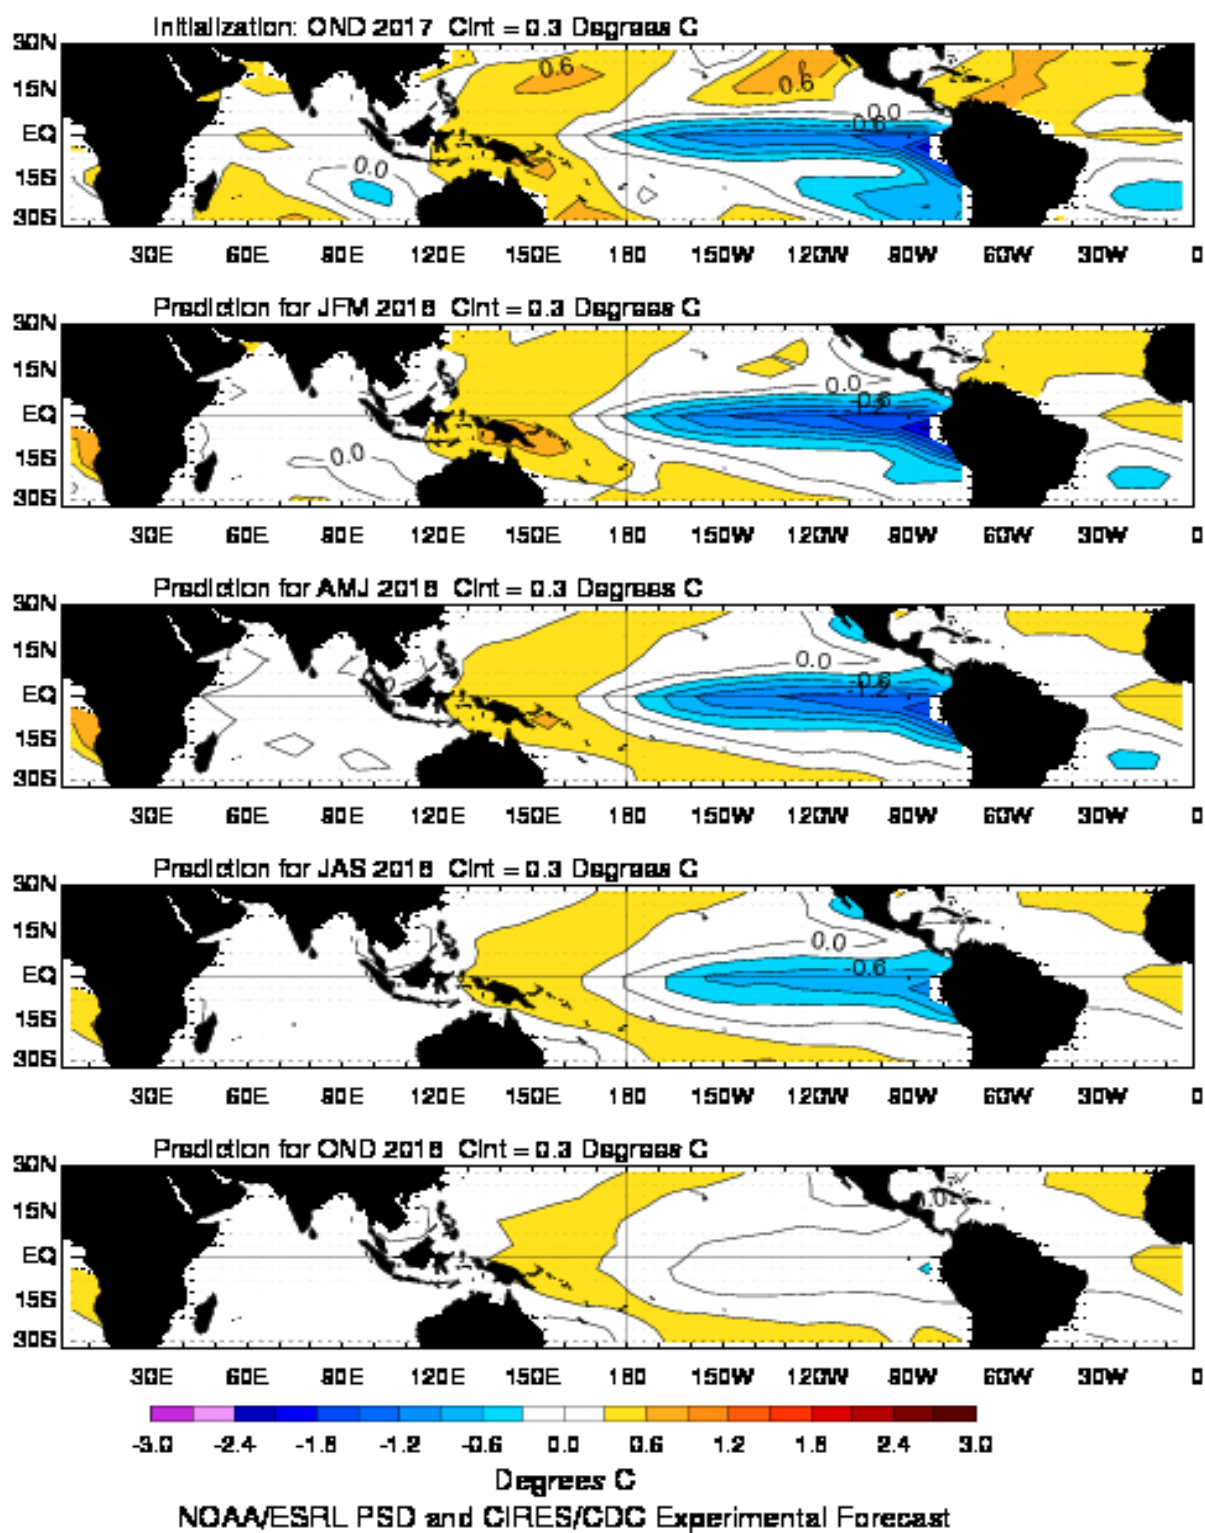 Initialization: OND 2017 Cint = 0.3 Degrees C
30N
15N
EQ
15S
30S
0.6
0.6
0.0
-0.6
0.0
30E 60E 90E 120E 150E 180 150W 120W 90W 60W 30W 0
Prediction for JFM 2018 Cint = 0.3 Degrees C
30N
15N
EQ
15S
30S
0.0
-0.6
-1.2
0.0
30E 60E 90E 120E 150E 180 150W 120W 90W 60W 30W 0
Prediction for AMJ 2018 Cint = 0.3 Degrees C
30N
15N
EQ
15S
30S
0.0
-0.6
-1.2
30E 60E 90E 120E 150E 180 150W 120W 90W 60W 30W 0
Prediction for JAS 2018 Cint = 0.3 Degrees C
30N
15N
EQ
15S
30S
0.0
-0.6
30E 60E 90E 120E 150E 180 150W 120W 90W 60W 30W 0
Prediction for OND 2018 Cint = 0.3 Degrees C
30N
15N
EQ
15S
30S
30E 60E 90E 120E 150E 180 150W 120W 90W 60W 30W 0
-3.0 -2.4 -1.8 -1.2 -0.6 0.0 0.6 1.2 1.8 2.4 3.0
Degrees C
NOAA/ESRL PSD and CIRES/CDC Experimental Forecast